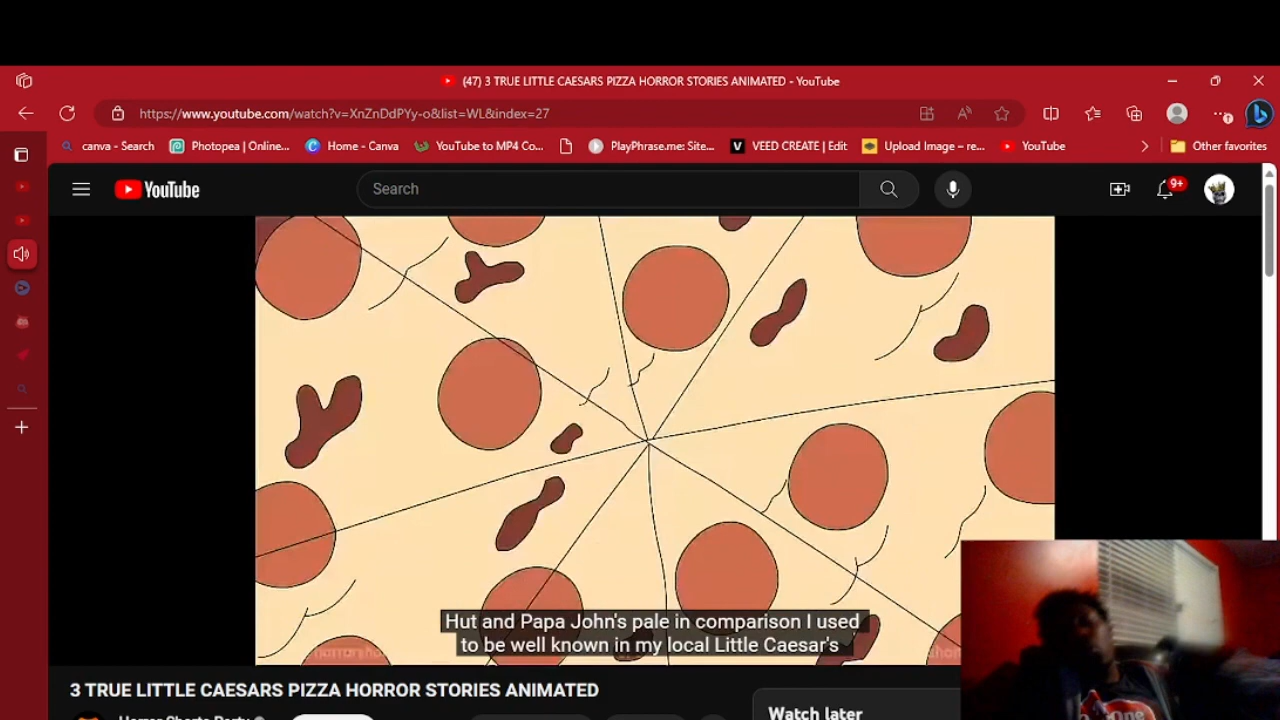 (47) 3 TRUE LITTLE CAESARS PIZZA HORROR STORIES ANIMATED - YouTube
https://www.youtube.com/watch?v=XnZnDdPYy-o&list=WL&index=27
canva - Search
Photopea | Online...
Home - Canva
YouTube to MP4 Co...
PlayPhrase.me: Site...
VEED CREATE | Edit
Upload Image – re...
YouTube
Other favorites
YouTube
Search
9+
Hut and Papa John's pale in comparison I used
to be well known in my local Little Caesar's
3 TRUE LITTLE CAESARS PIZZA HORROR STORIES ANIMATED
Horror Shorts Party
Watch later